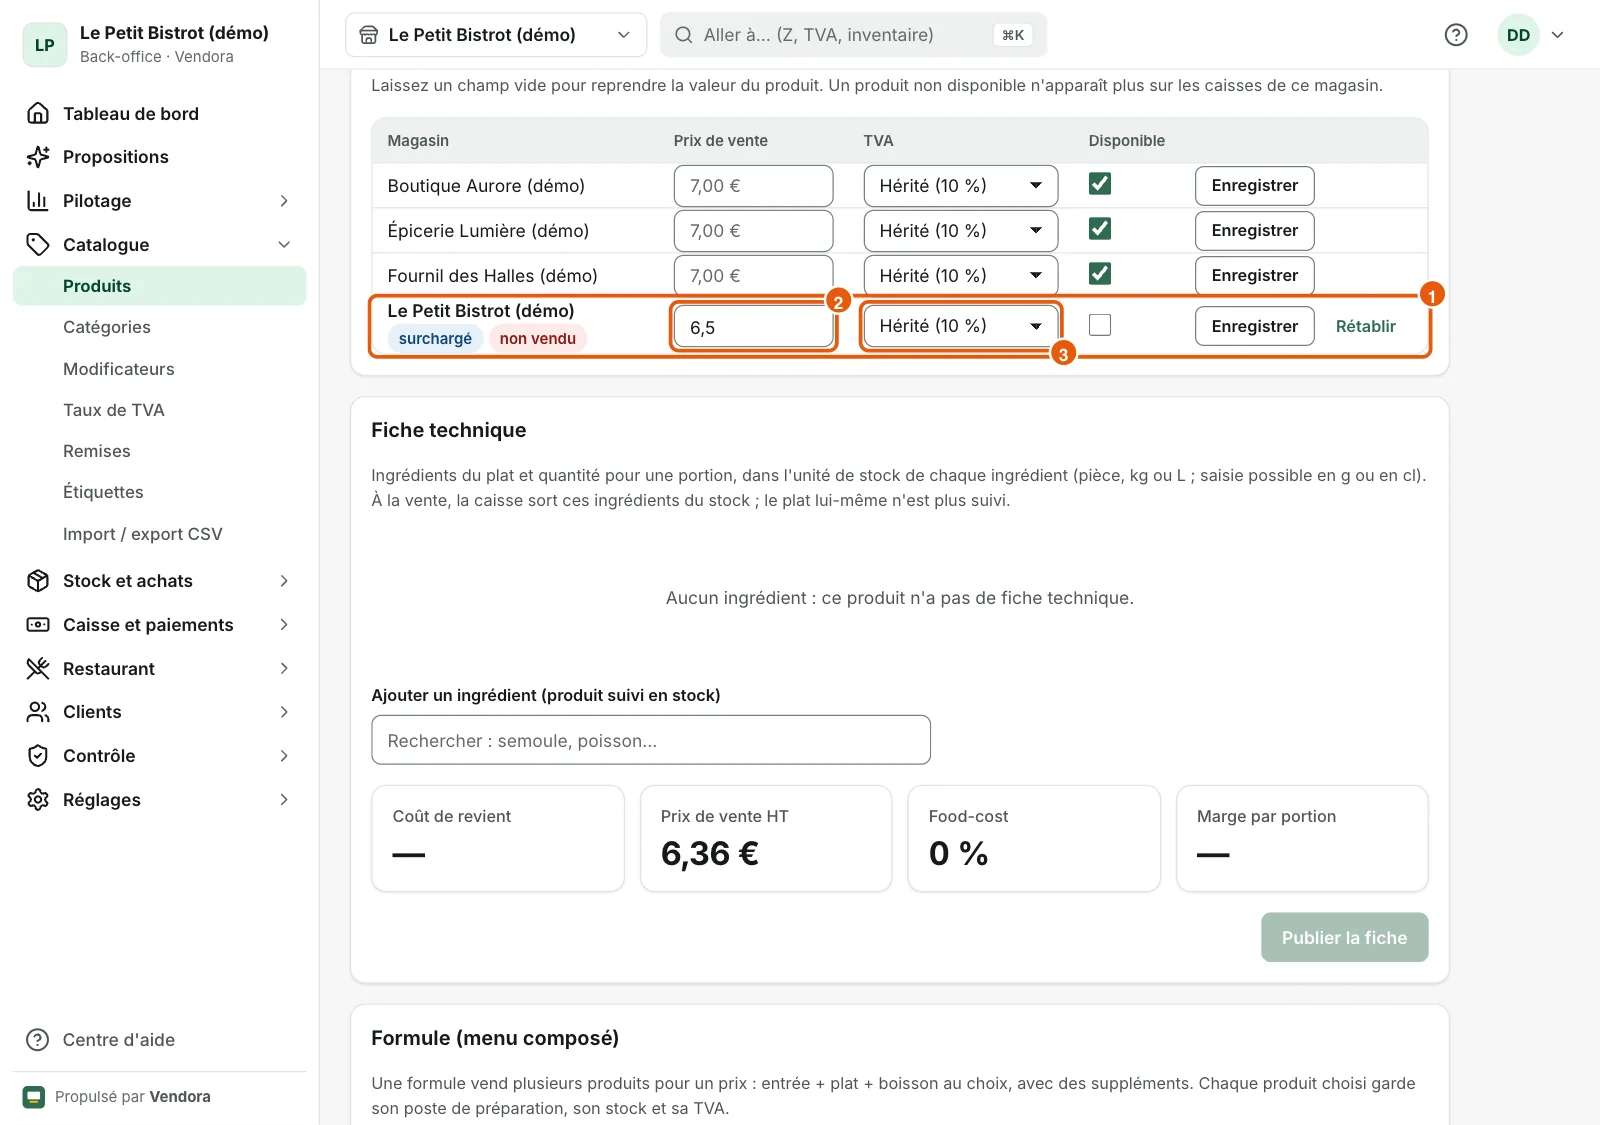 LP
Le Petit Bistrot (démo)
Back-office · Vendora
Tableau de bord
Propositions
Pilotage
Catalogue
Produits
Catégories
Modificateurs
Taux de TVA
Remises
Étiquettes
Import / export CSV
Stock et achats
Caisse et paiements
Restaurant
Clients
Contrôle
Réglages
Centre d'aide
Propulsé par Vendora
Le Petit Bistrot (démo)
Aller à... (Z, TVA, inventaire)
⌘K
DD
Laissez un champ vide pour reprendre la valeur du produit. Un produit non disponible n'apparaît plus sur les caisses de ce magasin.
Magasin Prix de vente TVA Disponible
Boutique Aurore (démo) 7,00 € Hérité (10 %) Enregistrer
Épicerie Lumière (démo) 7,00 € Hérité (10 %) Enregistrer
Fournil des Halles (démo) 7,00 € Hérité (10 %) Enregistrer
1
2
Le Petit Bistrot (démo)
surchargé non vendu 6,5 Hérité (10 %) Enregistrer Rétablir
3
Fiche technique
Ingrédients du plat et quantité pour une portion, dans l'unité de stock de chaque ingrédient (pièce, kg ou L ; saisie possible en g ou en cl).
À la vente, la caisse sort ces ingrédients du stock ; le plat lui-même n'est plus suivi.
Aucun ingrédient : ce produit n'a pas de fiche technique.
Ajouter un ingrédient (produit suivi en stock)
Rechercher : semoule, poisson...
Coût de revient
—
Prix de vente HT
6,36 €
Food-cost
0 %
Marge par portion
—
Publier la fiche
Formule (menu composé)
Une formule vend plusieurs produits pour un prix : entrée + plat + boisson au choix, avec des suppléments. Chaque produit choisi garde
son poste de préparation, son stock et sa TVA.